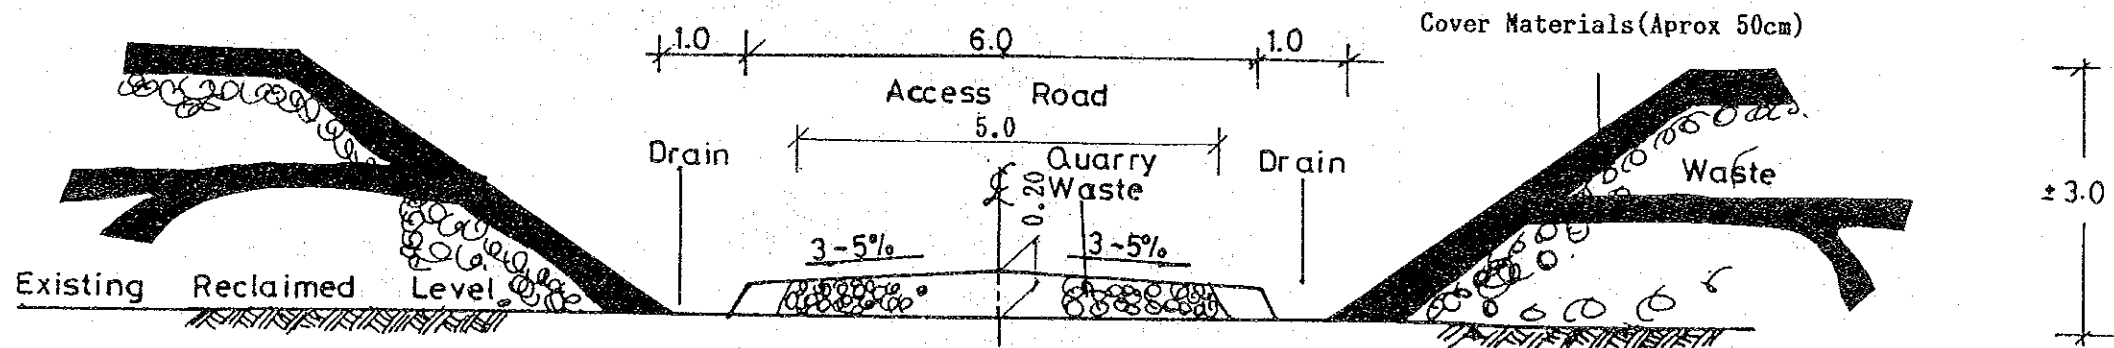 Cover Materials(Aprox 50cm)
1.0 6.0 1.0
Access Road
5.0
Drain
Quarry
Waste
Drain
Waste
℄
0.20
± 3.0
3-5%
3-5%
Existing Reclaimed Level